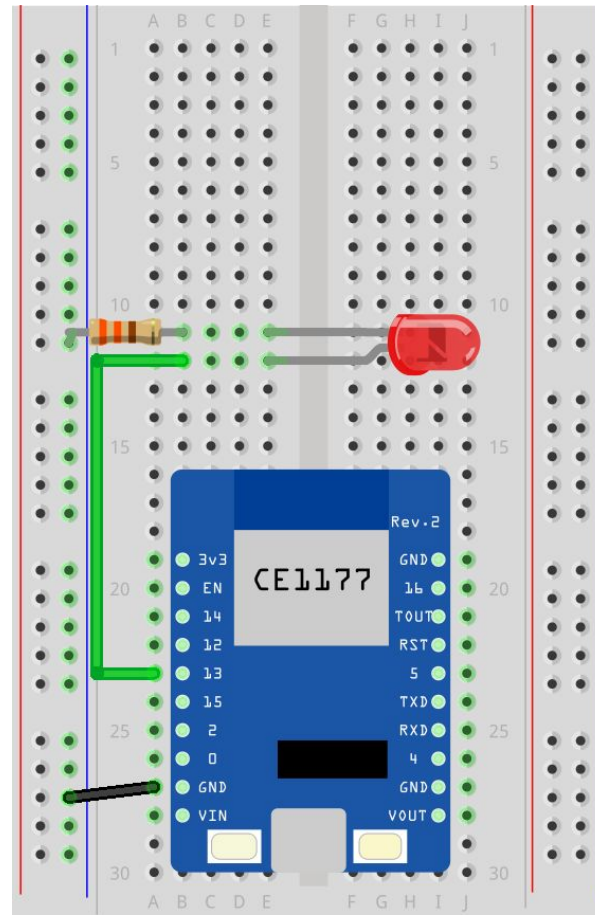 A B C D E F G H I J
1 1
5 5
10 10
15 15
Rev.2
CE1177
3v3 GND
20 EN 16 20
14 TOUT
12 RST
13 5
15 TXD
25 2 RXD 25
0 4
GND GND
VIN VOUT
30 30
A B C D E F G H I J